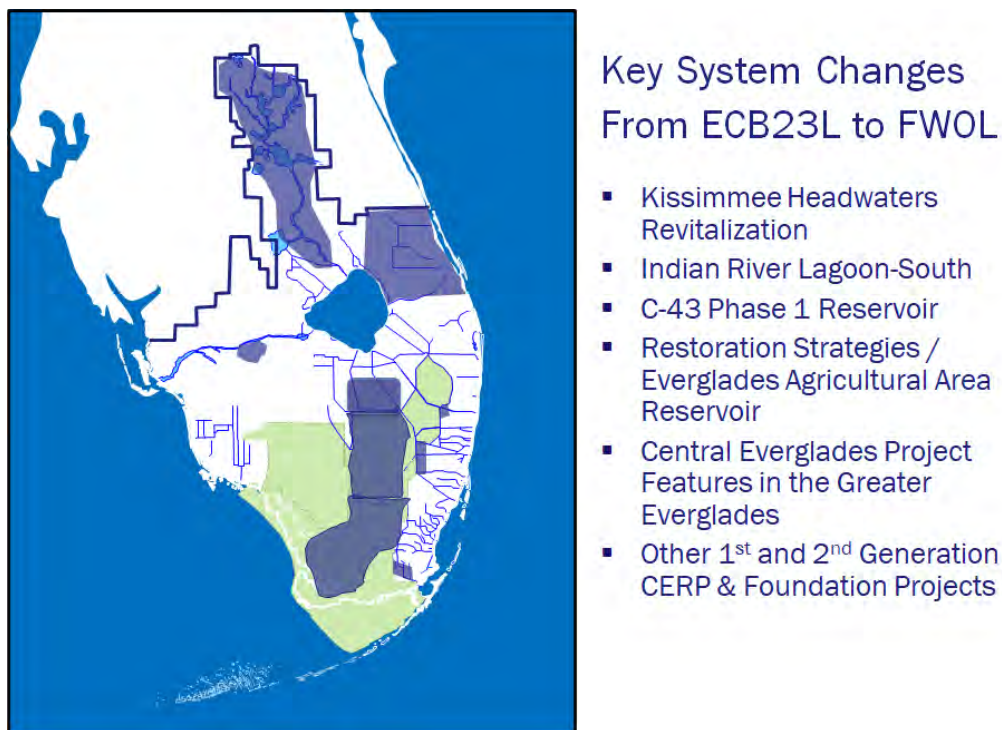 Key System Changes
From ECB23L to FWOL
▪ Kissimmee Headwaters
Revitalization
▪ Indian River Lagoon-South
▪ C-43 Phase 1 Reservoir
▪ Restoration Strategies /
Everglades Agricultural Area
Reservoir
▪ Central Everglades Project
Features in the Greater
Everglades
▪ Other 1st and 2nd Generation
CERP & Foundation Projects